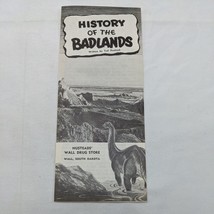 HISTORY
OF THE
BADLANDS
HUSTEADS'
WALL DRUG STORE
WALL, SOUTH DAKOTA